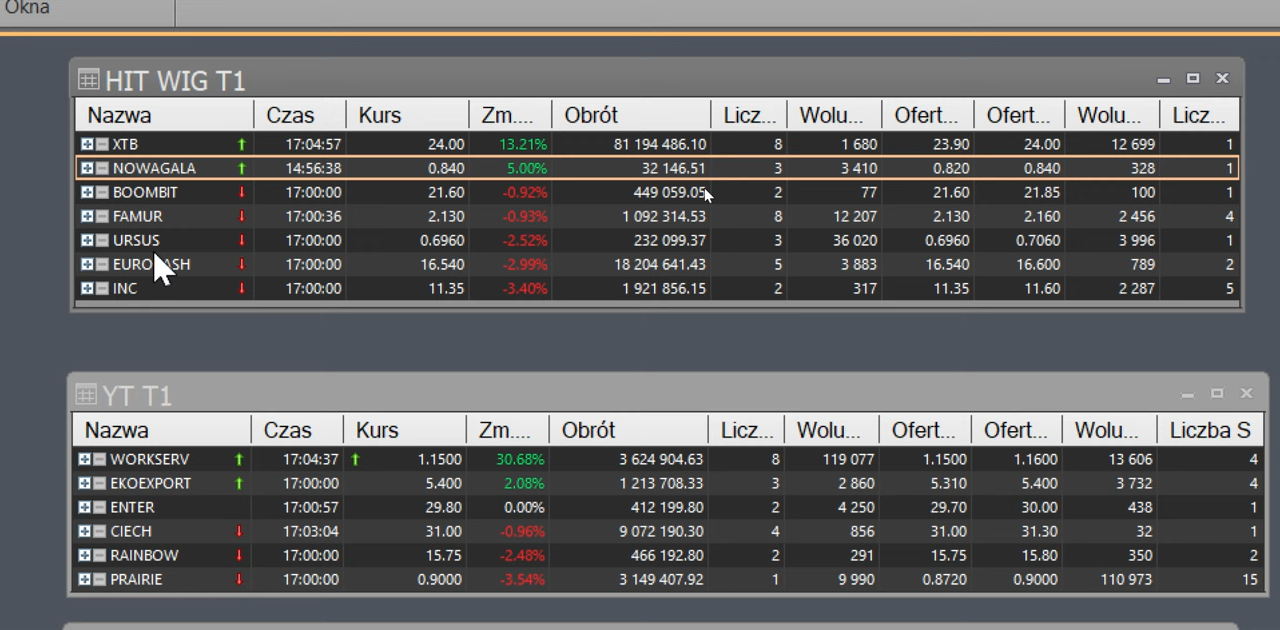 Okna
HIT WIG T1
Nazwa Czas Kurs Zm.... Obrót Licz... Wolu... Ofert... Ofert... Wolu... Licz...
XTB 17:04:57 24.00 13.21% 81 194 486.10 8 1 680 23.90 24.00 12 699 1
NOWAGALA 14:56:38 0.840 5.00% 32 146.51 3 3 410 0.820 0.840 328 1
BOOMBIT 17:00:00 21.60 -0.92% 449 059.05 2 77 21.60 21.85 100 1
FAMUR 17:00:36 2.130 -0.93% 1 092 314.53 8 12 207 2.130 2.160 2 456 4
URSUS 17:00:00 0.6960 -2.52% 232 099.37 3 36 020 0.6960 0.7060 3 996 1
17:00:00 16.540 -2.99% 18 204 641.43 5 3 883 16.540 16.600 789 2
INC 17:00:00 11.35 -3.40% 1 921 856.15 2 317 11.35 11.60 2 287 5
YT T1
Nazwa Czas Kurs Zm.... Obrót Licz... Wolu... Ofert... Ofert... Wolu... Liczba S
WORKSERV 17:04:37 1.1500 30.68% 3 624 904.63 8 119 077 1.1500 1.1600 13 606 4
EKOEXPORT 17:00:00 5.400 2.08% 1 213 708.33 3 2 860 5.310 5.400 3 732 4
ENTER 17:00:57 29.80 0.00% 412 199.80 2 4 250 29.70 30.00 438 1
CIECH 17:03:04 31.00 -0.96% 9 072 190.30 4 856 31.00 31.30 32 1
RAINBOW 17:00:00 15.75 -2.48% 466 192.80 2 291 15.75 15.80 350 2
PRAIRIE 17:00:00 0.9000 -3.54% 3 149 407.92 1 9 990 0.8720 0.9000 110 973 15